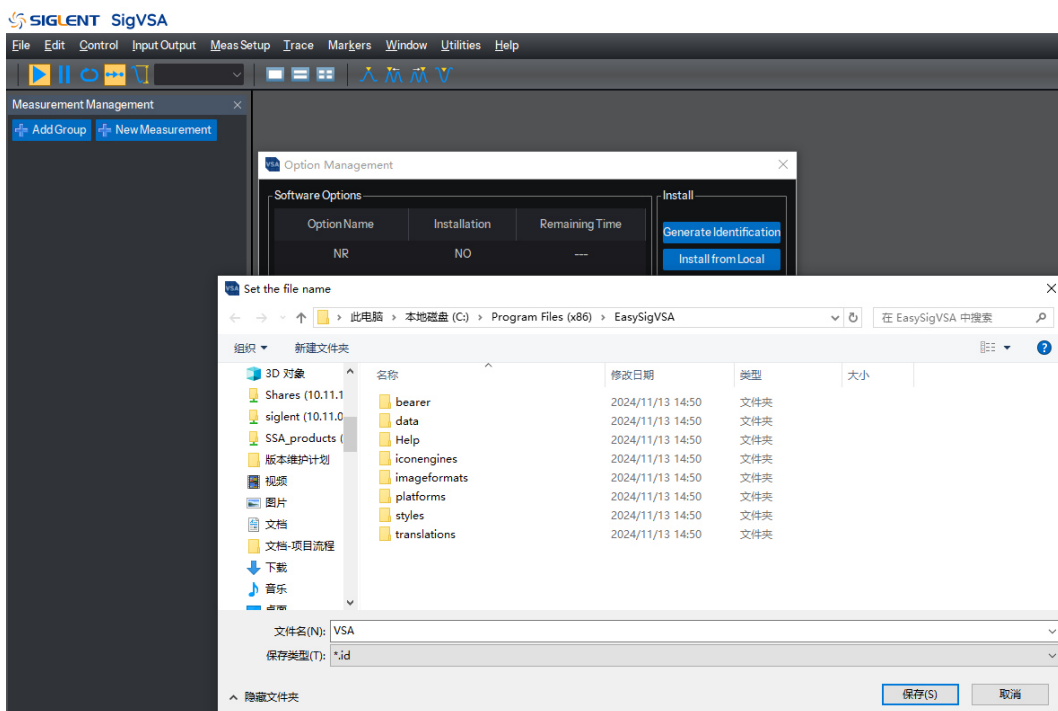 SIGLENT SigVSA
File Edit Control Input Output Meas Setup Trace Markers Window Utilities Help
Measurement Management
Add Group New Measurement
VSA Option Management
Software Options Install
Option Name Installation Remaining Time
Generate Identification
NR NO ---
Install from Local
VSA Set the file name
此电脑 › 本地磁盘 (C:) › Program Files (x86) › EasySigVSA 在 EasySigVSA 中搜索
组织 新建文件夹
3D 对象
Shares (10.11.1
siglent (10.11.0
SSA_products (
版本维护计划
视频
图片
文档
文档-项目流程
下载
音乐
名称 修改日期 类型 大小
bearer 2024/11/13 14:50 文件夹
data 2024/11/13 14:50 文件夹
Help 2024/11/13 14:50 文件夹
iconengines 2024/11/13 14:50 文件夹
imageformats 2024/11/13 14:50 文件夹
platforms 2024/11/13 14:50 文件夹
styles 2024/11/13 14:50 文件夹
translations 2024/11/13 14:50 文件夹
文件名(N): VSA
保存类型(T): *.id
隐藏文件夹 保存(S) 取消